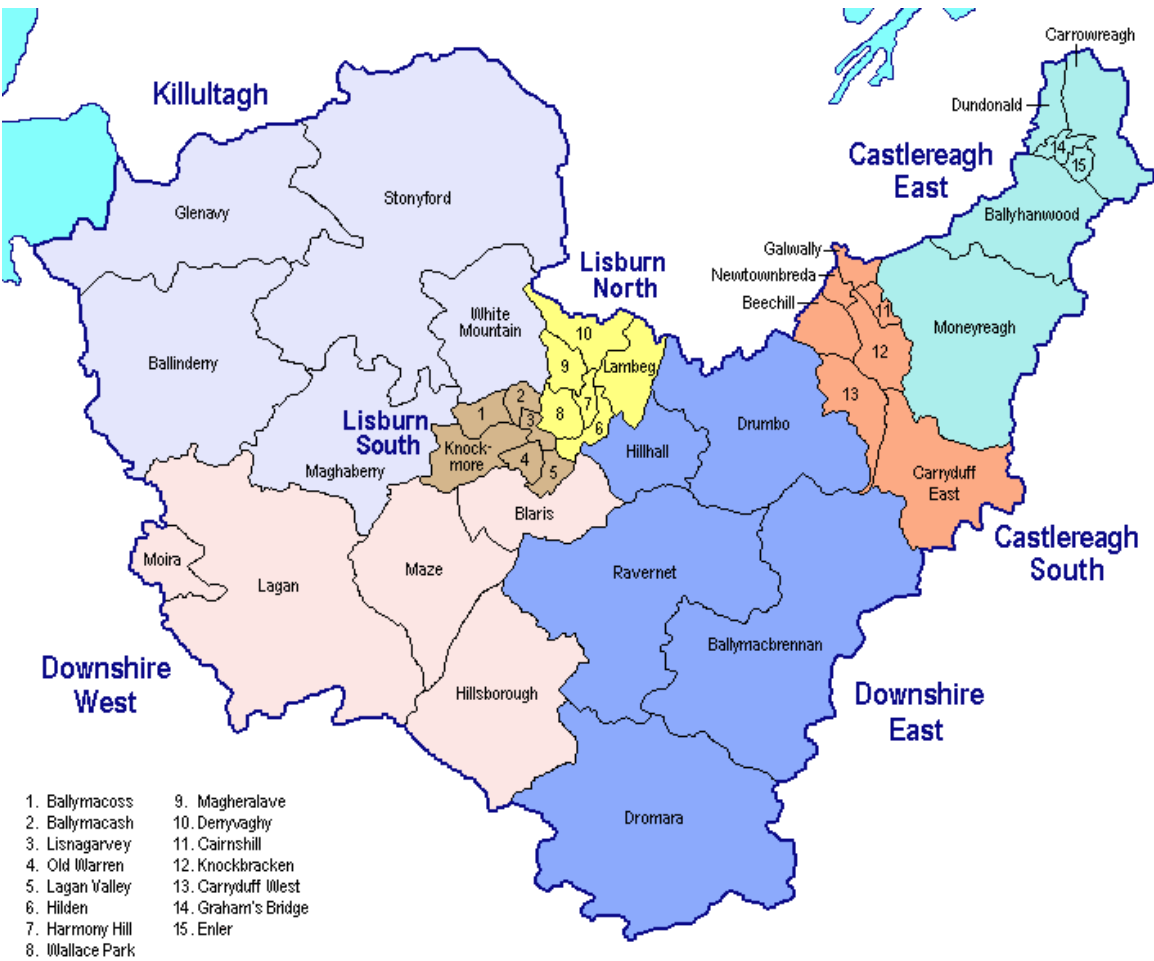 Carrowreagh
Killultagh
Dundonald
Castlereagh
East
14
15
Glenavy
Stonyford
Ballyhanwood
Galwally
Lisburn
North
Newtownbreda
Beechill
11
White
Mountain
10
Moneyreagh
12
Ballinderry
9
Lambeg
13
2
1
7
8
Lisburn
South
3
6
Drumbo
Knock-
more
4
5
Hillhall
Maghaberry
Carryduff
East
Blaris
Castlereagh
South
Moira
Lagan
Maze
Ravernet
Downshire
West
Hillsborough
Ballymacbrennan
Downshire
East
Dromara
1. Ballymacoss
2. Ballymacash
3. Lisnagarvey
4. Old Warren
5. Lagan Valley
6. Hilden
7. Harmony Hill
8. Wallace Park
9. Magheralave
10. Derryvaghy
11. Cairnshill
12. Knockbracken
13. Carryduff West
14. Graham's Bridge
15. Enler